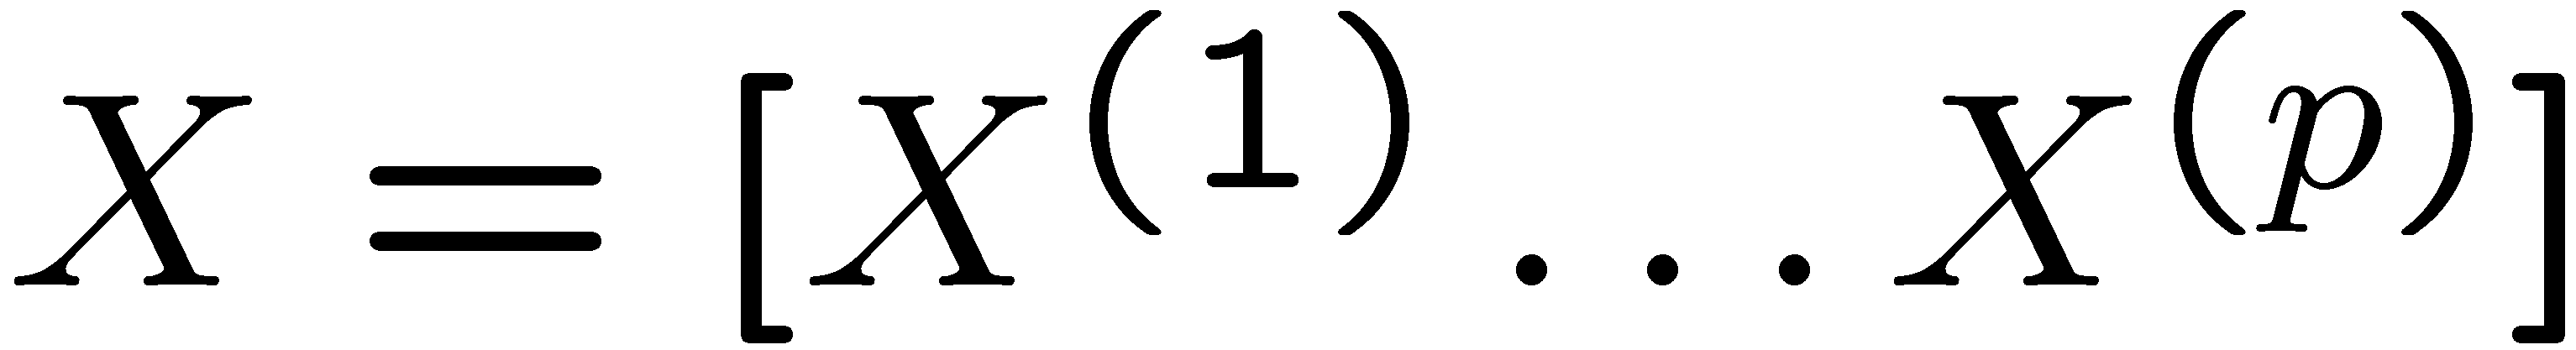 X = [X^{(1)} . . . X^{(p)}]